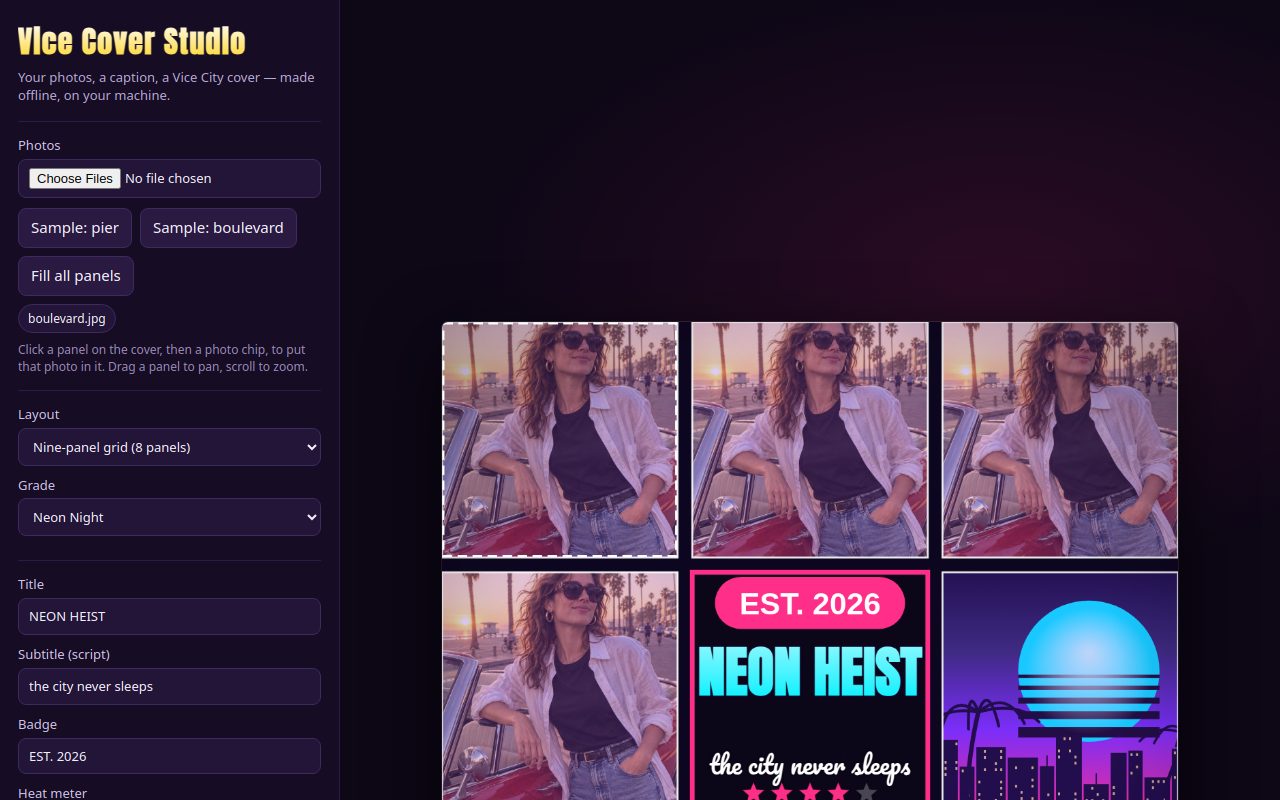 Vice Cover Studio
Your photos, a caption, a Vice City cover — made
offline, on your machine.
Photos
Choose Files No file chosen
Sample: pier
Sample: boulevard
Fill all panels
boulevard.jpg
Click a panel on the cover, then a photo chip, to put
that photo in it. Drag a panel to pan, scroll to zoom.
Layout
Nine-panel grid (8 panels)
Grade
Neon Night
Title
NEON HEIST
Subtitle (script)
the city never sleeps
Badge
EST. 2026
Heat meter
EST. 2026
NEON HEIST
the city never sleeps